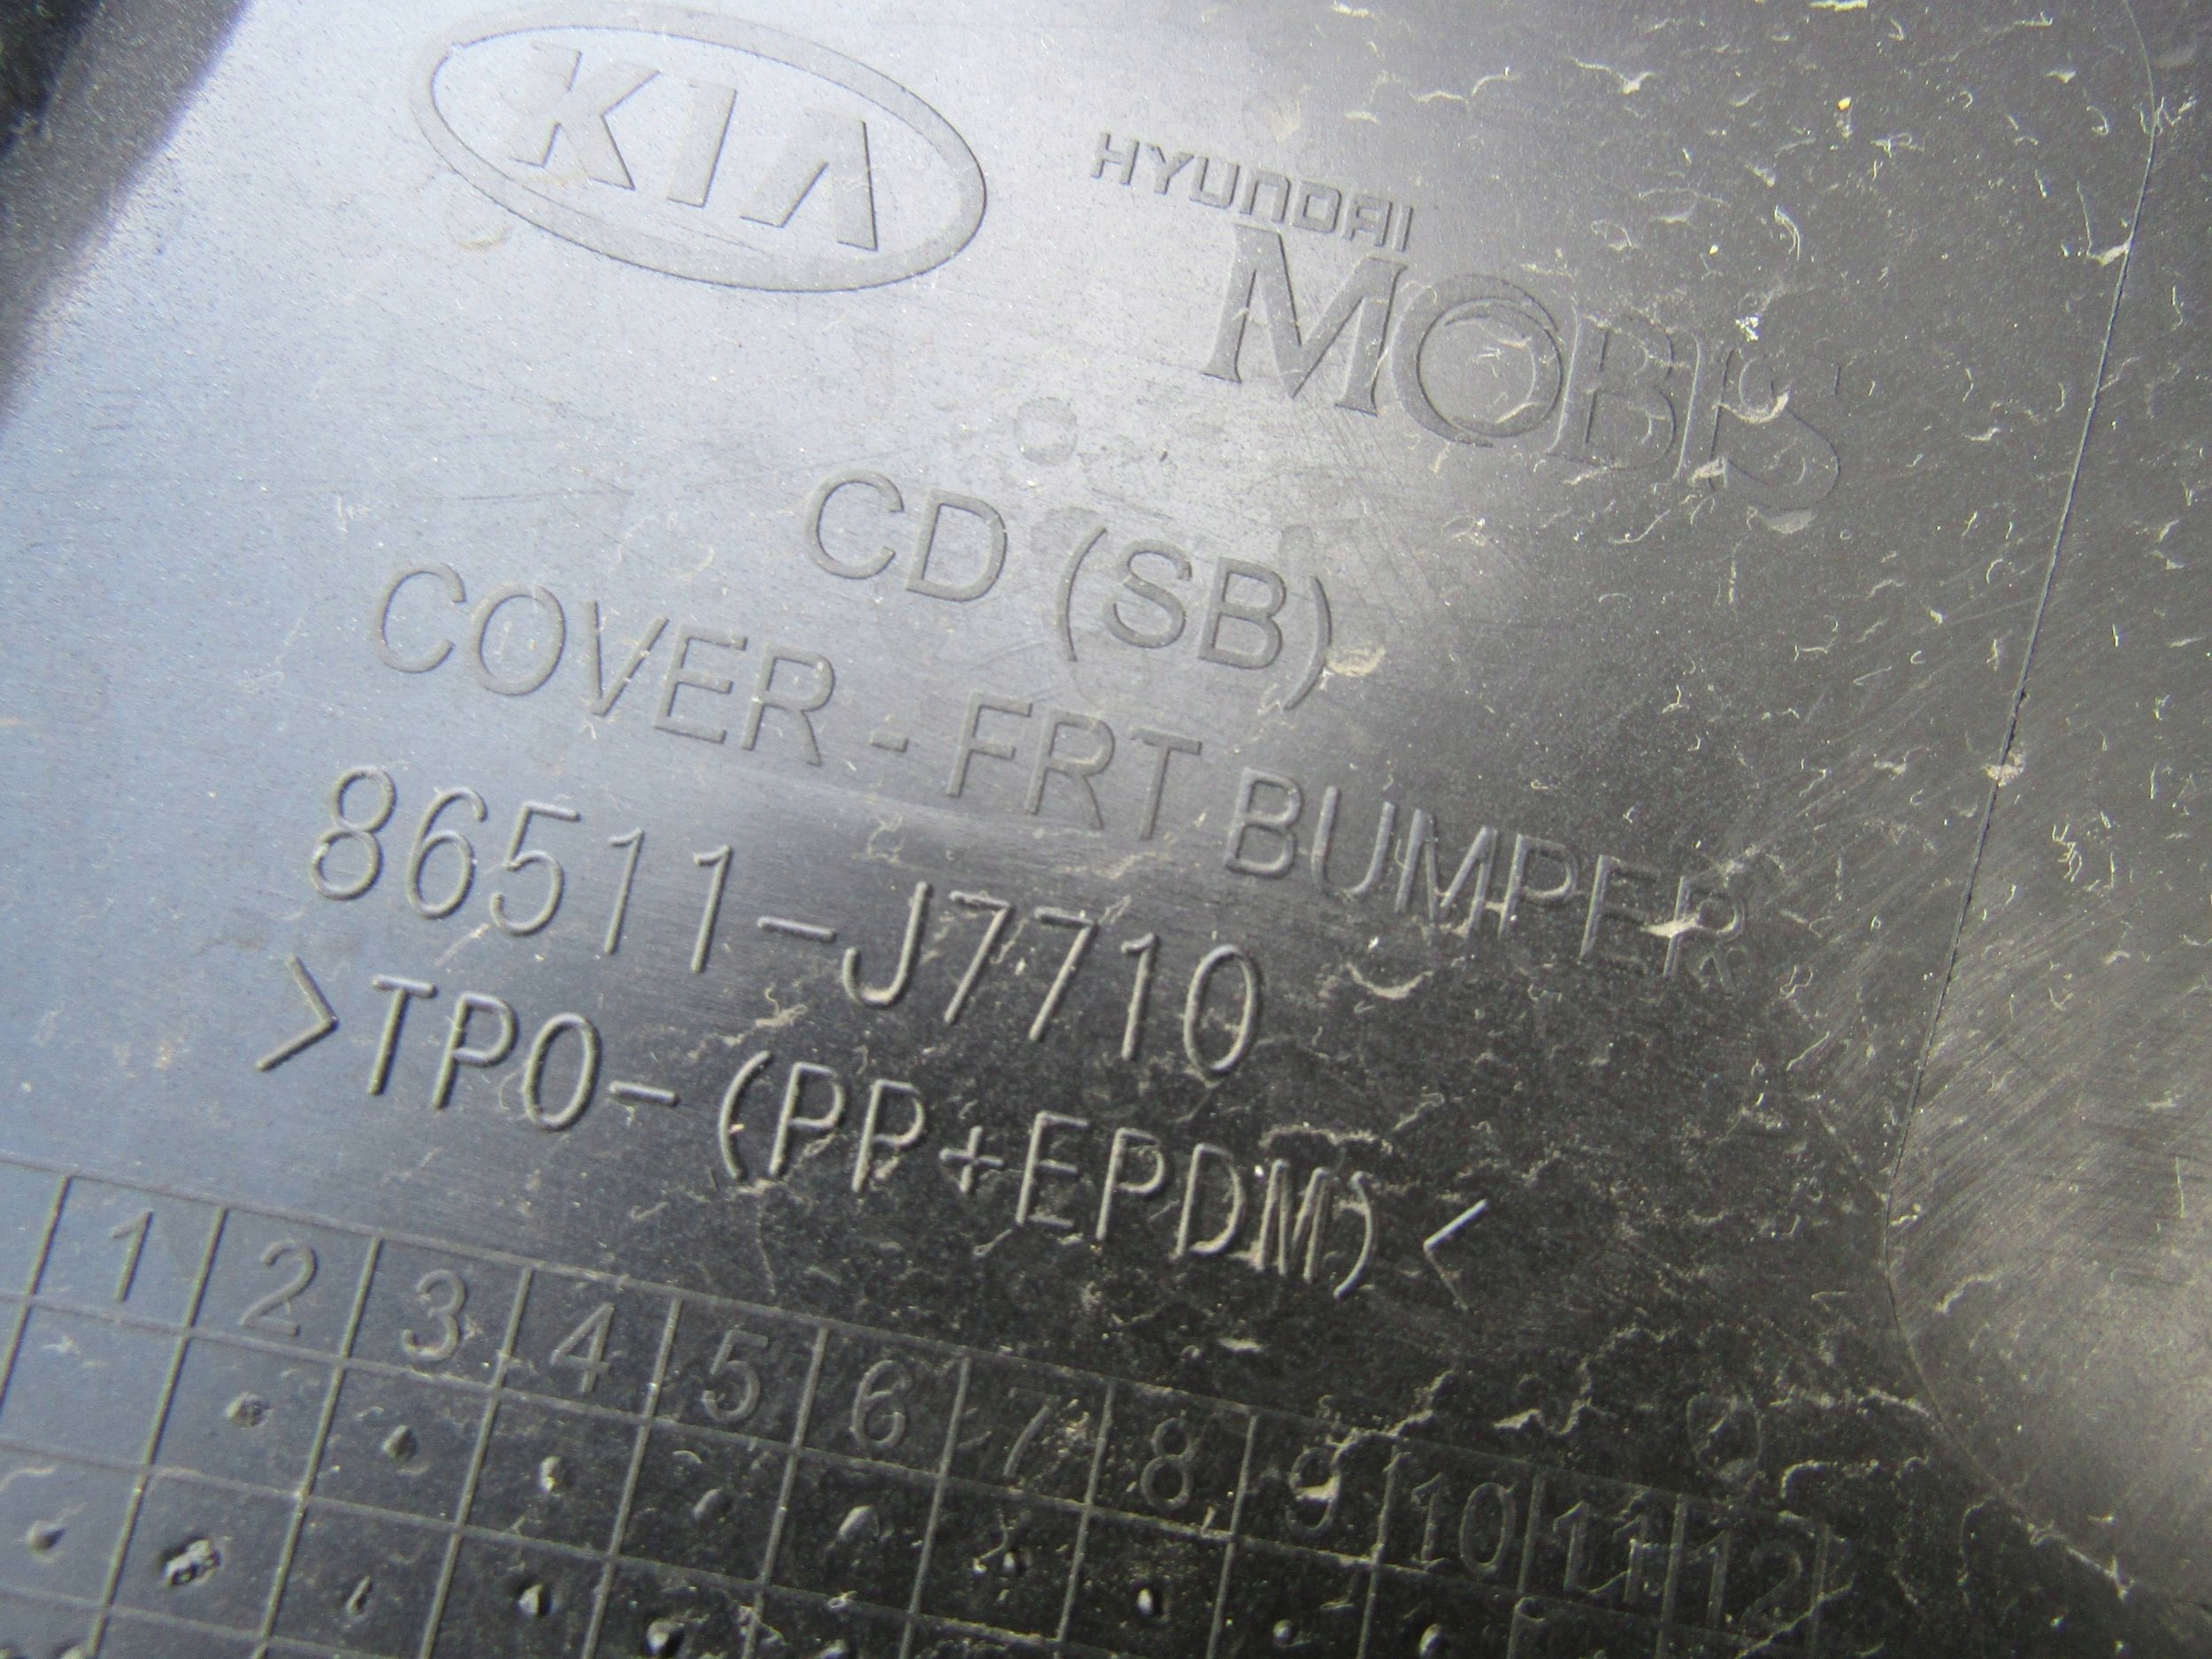 KIA
HYUNDAI
MOBIS
CD (SB)
COVER - FRT BUMPER
86511-J7710
>TPO-(PP+EPDM)<
1 2 3 4 5 6 7 8 9 10 11 12